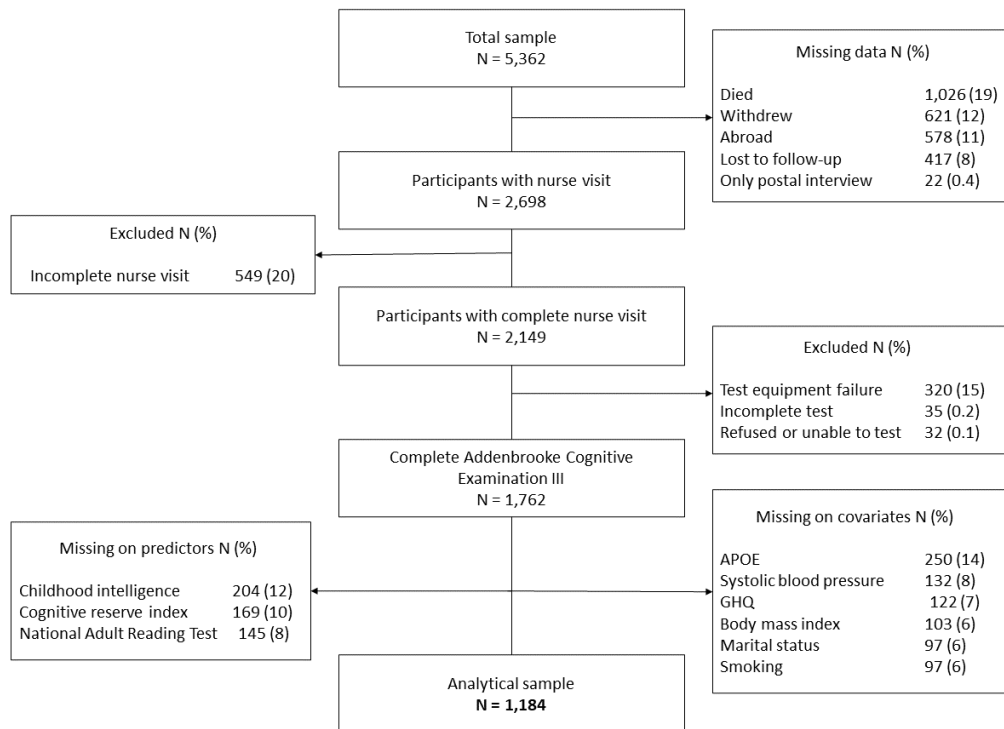 Total sample
N = 5,362
Missing data N (%)
Died 1,026 (19)
Withdrew 621 (12)
Abroad 578 (11)
Lost to follow-up 417 (8)
Only postal interview 22 (0.4)
Participants with nurse visit
N = 2,698
Excluded N (%)
Incomplete nurse visit 549 (20)
Participants with complete nurse visit
N = 2,149
Excluded N (%)
Test equipment failure 320 (15)
Incomplete test 35 (0.2)
Refused or unable to test 32 (0.1)
Complete Addenbrooke Cognitive
Examination III
N = 1,762
Missing on predictors N (%)
Childhood intelligence 204 (12)
Cognitive reserve index 169 (10)
National Adult Reading Test 145 (8)
Missing on covariates N (%)
APOE 250 (14)
Systolic blood pressure 132 (8)
GHQ 122 (7)
Body mass index 103 (6)
Marital status 97 (6)
Smoking 97 (6)
Analytical sample
N = 1,184